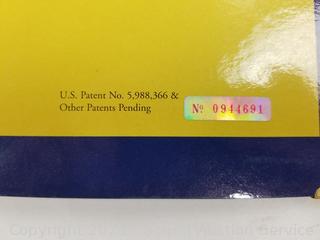 U.S. Patent No. 5,988,366 &
Other Patents Pending
Nº 0944691